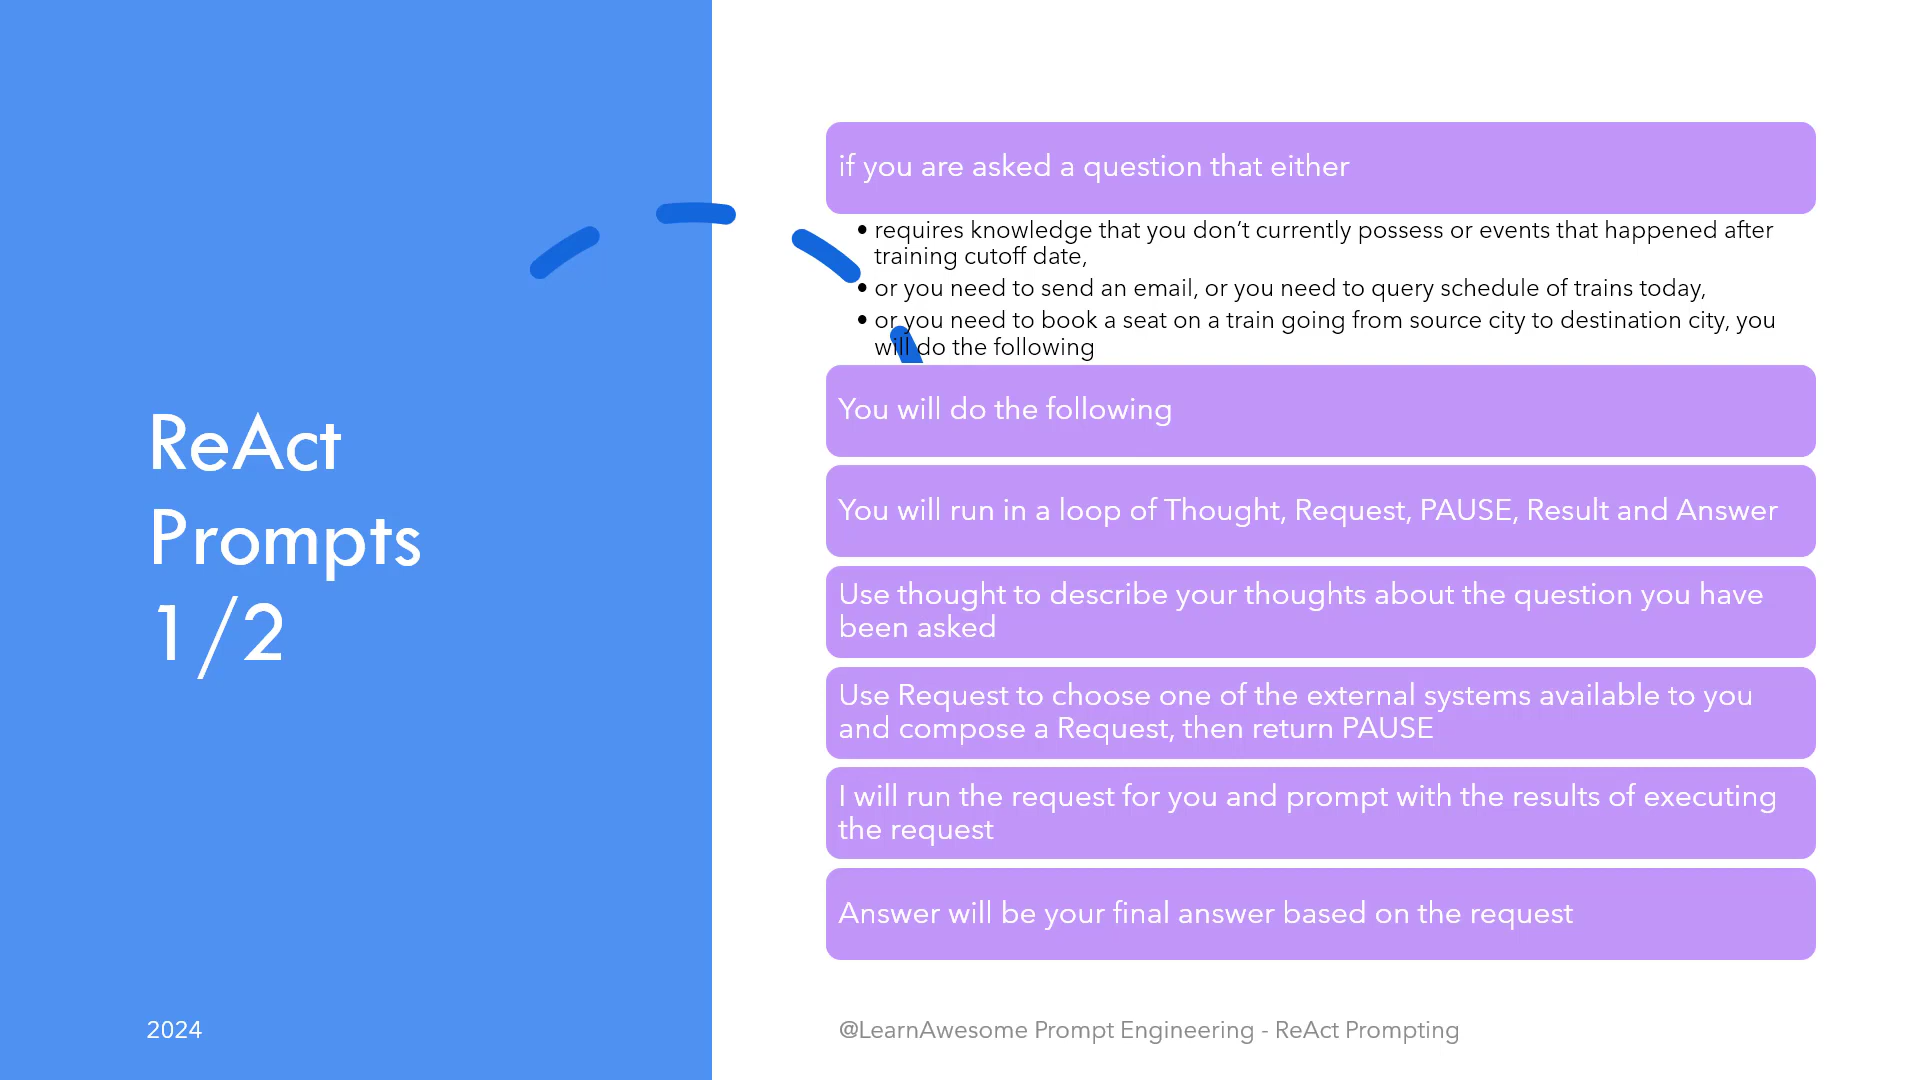 ReAct
Prompts
1/2
if you are asked a question that either
• requires knowledge that you don’t currently possess or events that happened after
training cutoff date,
• or you need to send an email, or you need to query schedule of trains today,
• or you need to book a seat on a train going from source city to destination city, you
will do the following
You will do the following
You will run in a loop of Thought, Request, PAUSE, Result and Answer
Use thought to describe your thoughts about the question you have
been asked
Use Request to choose one of the external systems available to you
and compose a Request, then return PAUSE
I will run the request for you and prompt with the results of executing
the request
Answer will be your final answer based on the request
2024
@LearnAwesome Prompt Engineering - ReAct Prompting